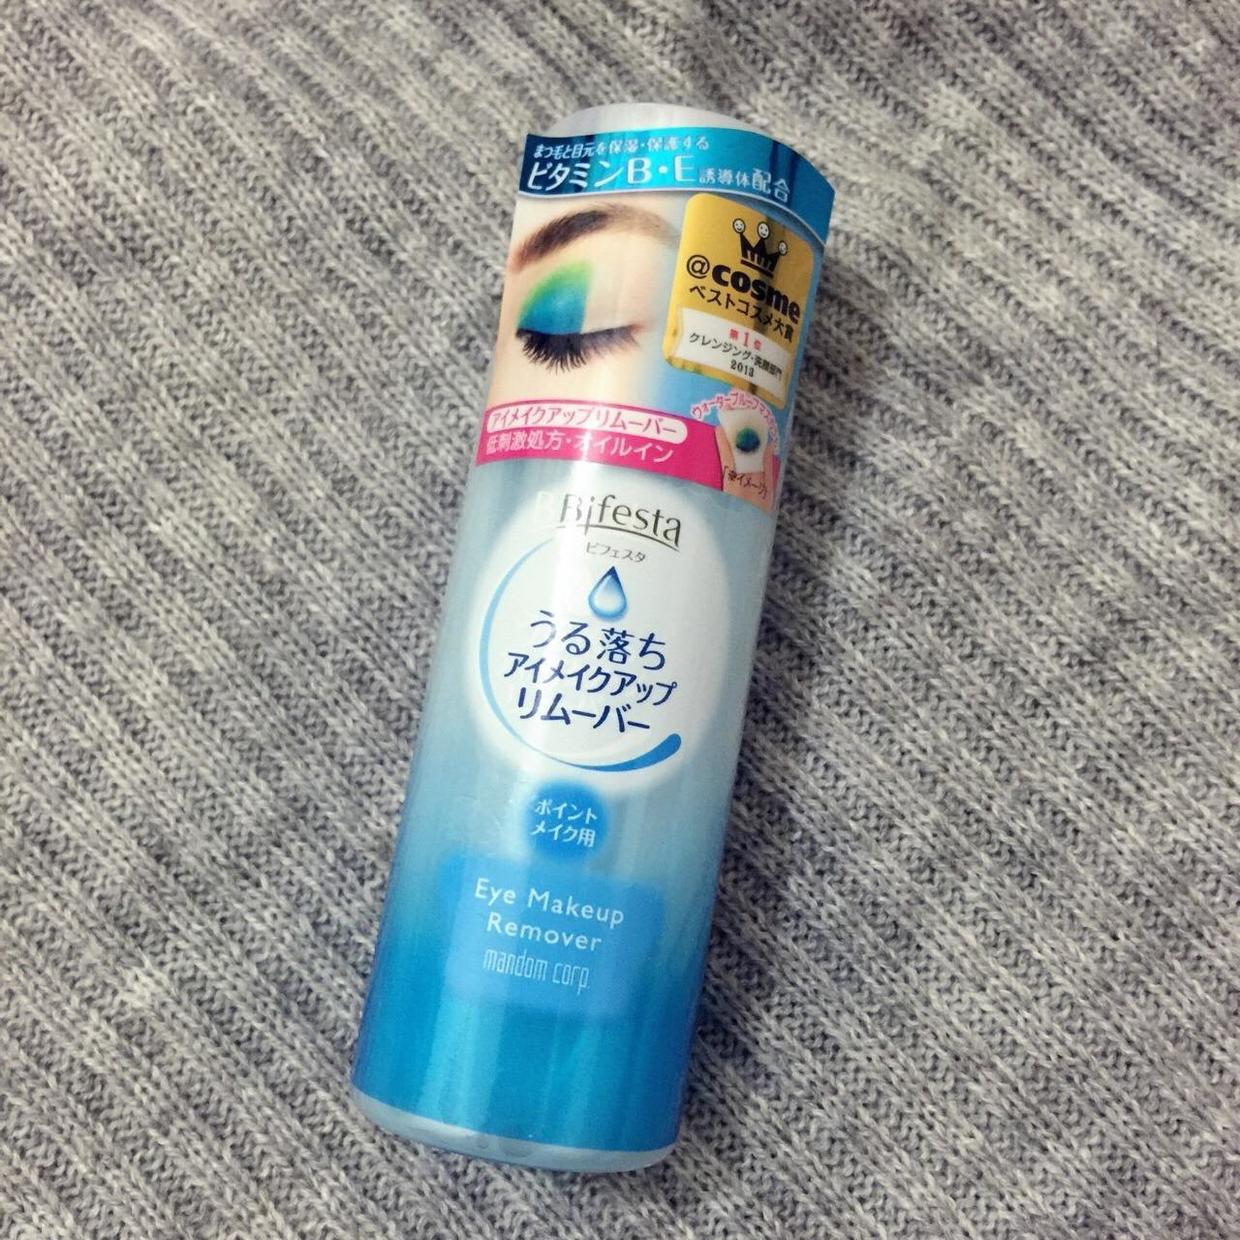 まつ毛と目元を保湿・保護する
ビタミンB・E誘導体配合
@cosme
ベストコスメ大賞
第1位
クレンジング・洗顔部門
2013
アイメイクアップリムーバー
低刺激処方・オイルイン
Bifesta
ビフェスタ
うる落ち
アイメイクアップ
リムーバー
ポイント
メイク用
Eye Makeup
Remover
mandom corp.